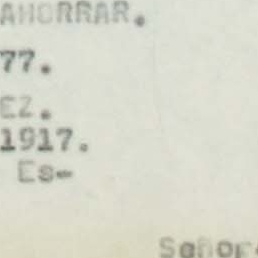 AHORRAR.
77.
EZ.
1917.
Es-
Señor